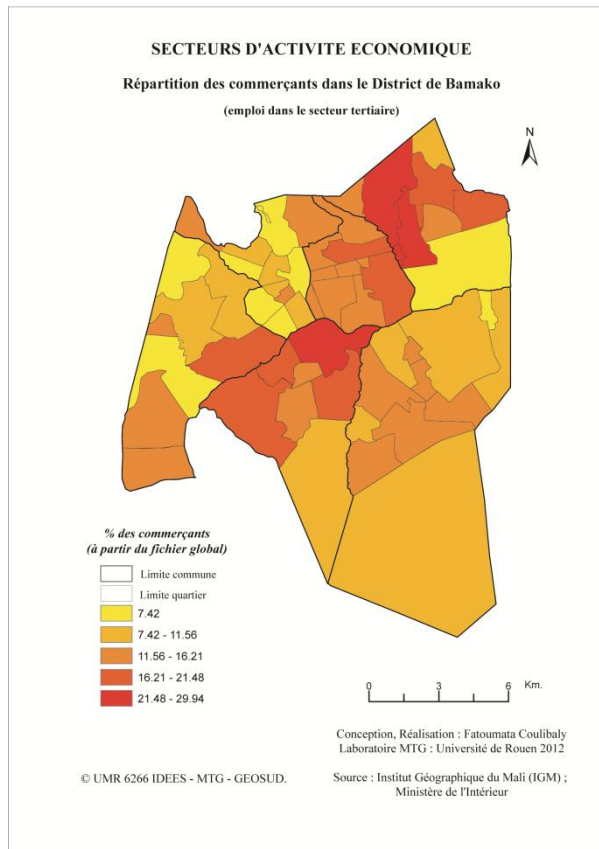 SECTEURS D'ACTIVITE ECONOMIQUE
Répartition des commerçants dans le District de Bamako
(emploi dans le secteur tertiaire)
N
% des commerçants
(à partir du fichier global)
Limite commune
Limite quartier
7.42
7.42 - 11.56
11.56 - 16.21
16.21 - 21.48
21.48 - 29.94
0 3 6 Km.
Conception, Réalisation : Fatoumata Coulibaly
Laboratoire MTG : Université de Rouen 2012
© UMR 6266 IDEES - MTG - GEOSUD.
Source : Institut Géographique du Mali (IGM) ;
Ministère de l'Intérieur